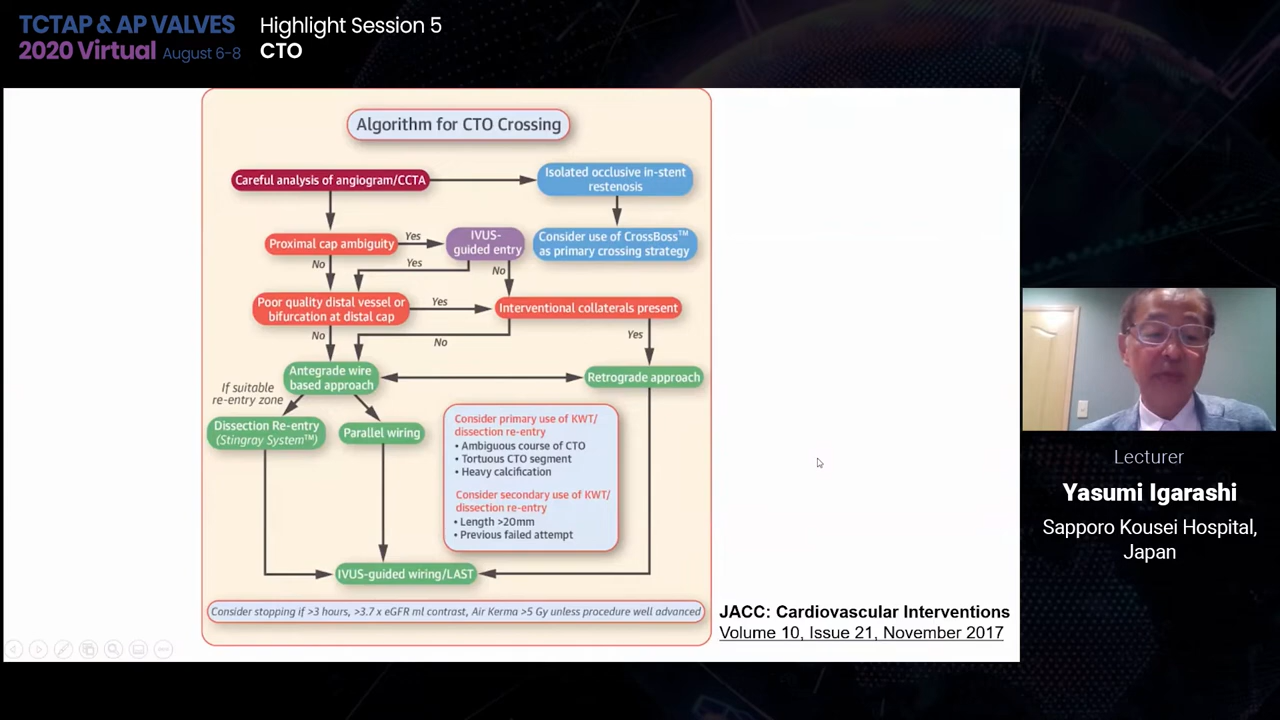 TCTAP & AP VALVES
2020 Virtual August 6-8
Highlight Session 5
CTO
Algorithm for CTO Crossing
Careful analysis of angiogram/CCTA
Isolated occlusive in-stent
restenosis
Proximal cap ambiguity
Yes
IVUS-
guided entry
Consider use of CrossBoss™
as primary crossing strategy
No
Yes
No
Poor quality distal vessel or
bifurcation at distal cap
Yes
Interventional collaterals present
No
No
Yes
Antegrade wire
based approach
Retrograde approach
If suitable
re-entry zone
Dissection Re-entry
(Stingray System™)
Parallel wiring
Consider primary use of KWT/
dissection re-entry
• Ambiguous course of CTO
• Tortuous CTO segment
• Heavy calcification
Consider secondary use of KWT/
dissection re-entry
• Length >20mm
• Previous failed attempt
IVUS-guided wiring/LAST
Consider stopping if >3 hours, >3.7 x eGFR ml contrast, Air Kerma >5 Gy unless procedure well advanced
JACC: Cardiovascular Interventions
Volume 10, Issue 21, November 2017
Lecturer
Yasumi Igarashi
Sapporo Kousei Hospital,
Japan